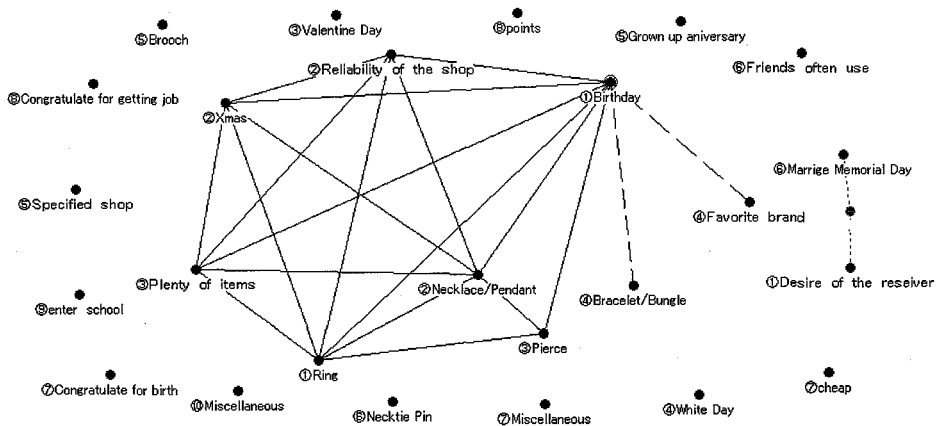 ③Valentine Day
⑧points
⑤Brooch
⑤Grown up aniversary
②Reliability of the shop
⑥Friends often use
⑧Congratulate for getting job
①Birthday
②Xmas
⑥Marrige Memorial Day
⑤Specified shop
④Favorite brand
③Plenty of items
②Necklace/Pendant
①Desire of the reseiver
⑨enter school
④Bracelet/Bungle
③Pierce
①Ring
⑦Congratulate for birth
⑦cheap
⑩Miscellaneous
⑥Necktie Pin
⑦Miscellaneous
④White Day